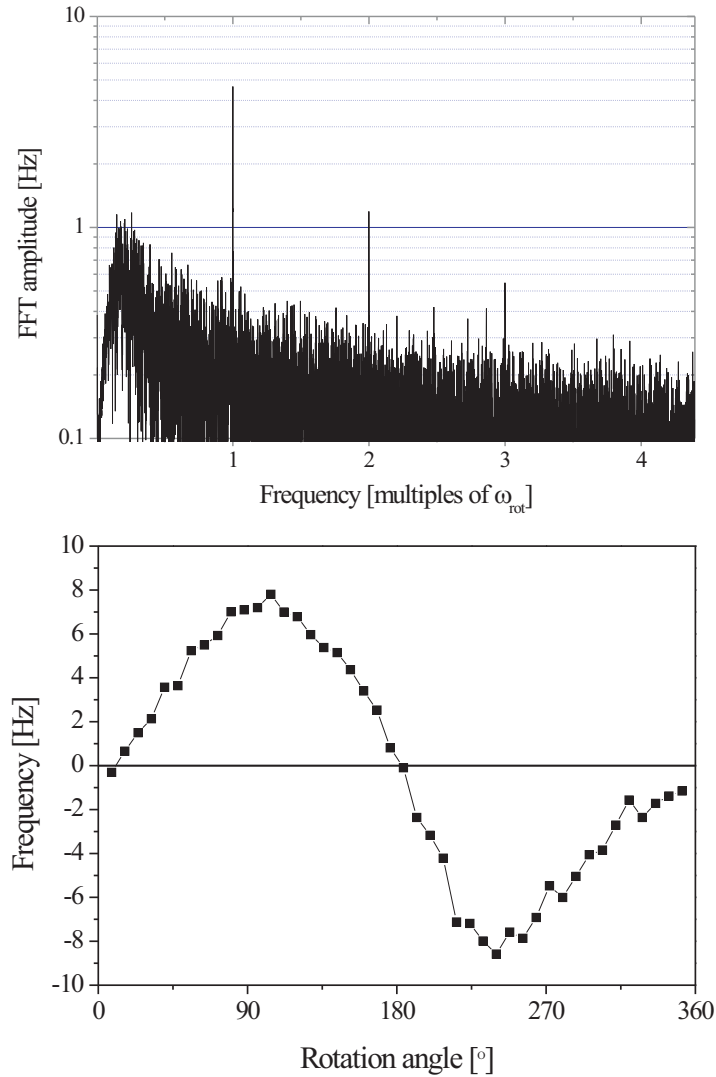 10
FFT amplitude [Hz]
1
0.1
1 2 3 4
Frequency [multiples of ω_rot]
10
8
6
4
2
0
-2
-4
-6
-8
-10
Frequency [Hz]
0 90 180 270 360
Rotation angle [°]